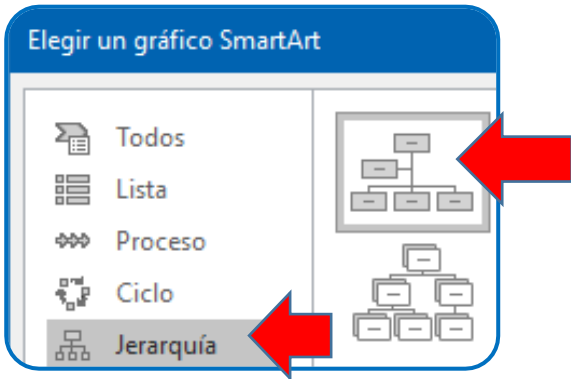 Elegir un gráfico SmartArt
Todos
Lista
Proceso
Ciclo
Jerarquía